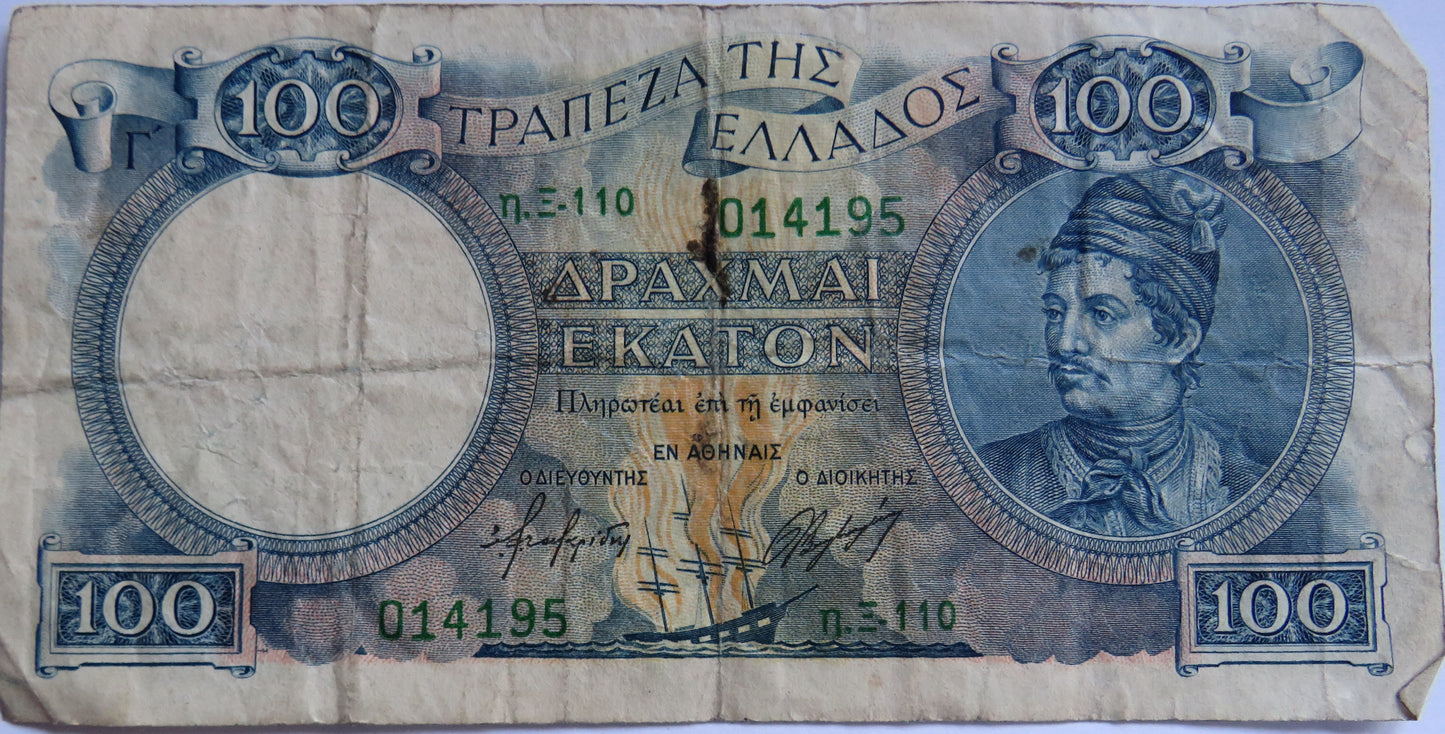 100 ΤΡΑΠΕΖΑ ΤΗΣ 100
Γ΄ ΕΛΛΑΔΟΣ
η.Ξ-110 014195
ΔΡΑΧΜΑΙ
ΕΚΑΤΟΝ
Πληρωτέαι ἐπὶ τῇ ἐμφανίσει
ΕΝ ΑΘΗΝΑΙΣ
Ο ΔΙΕΥΘΥΝΤΗΣ Ο ΔΙΟΙΚΗΤΗΣ
100 014195 η.Ξ-110 100